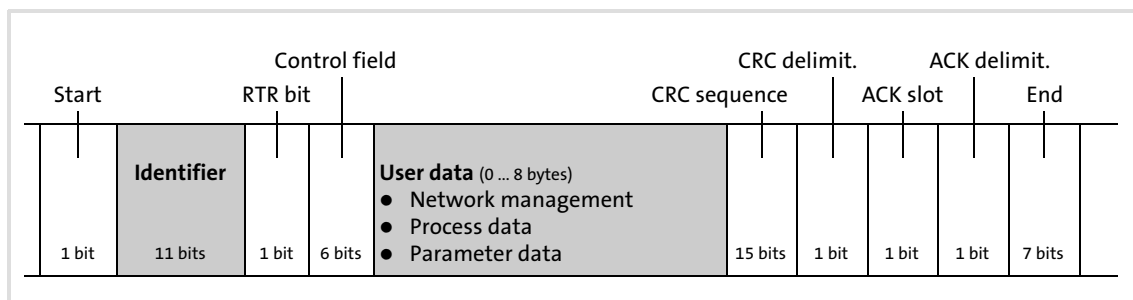 Control field
CRC delimit.
ACK delimit.
Start
RTR bit
CRC sequence
ACK slot
End
Identifier
User data (0 ... 8 bytes)
● Network management
● Process data
● Parameter data
1 bit
11 bits
1 bit
6 bits
15 bits
1 bit
1 bit
1 bit
7 bits